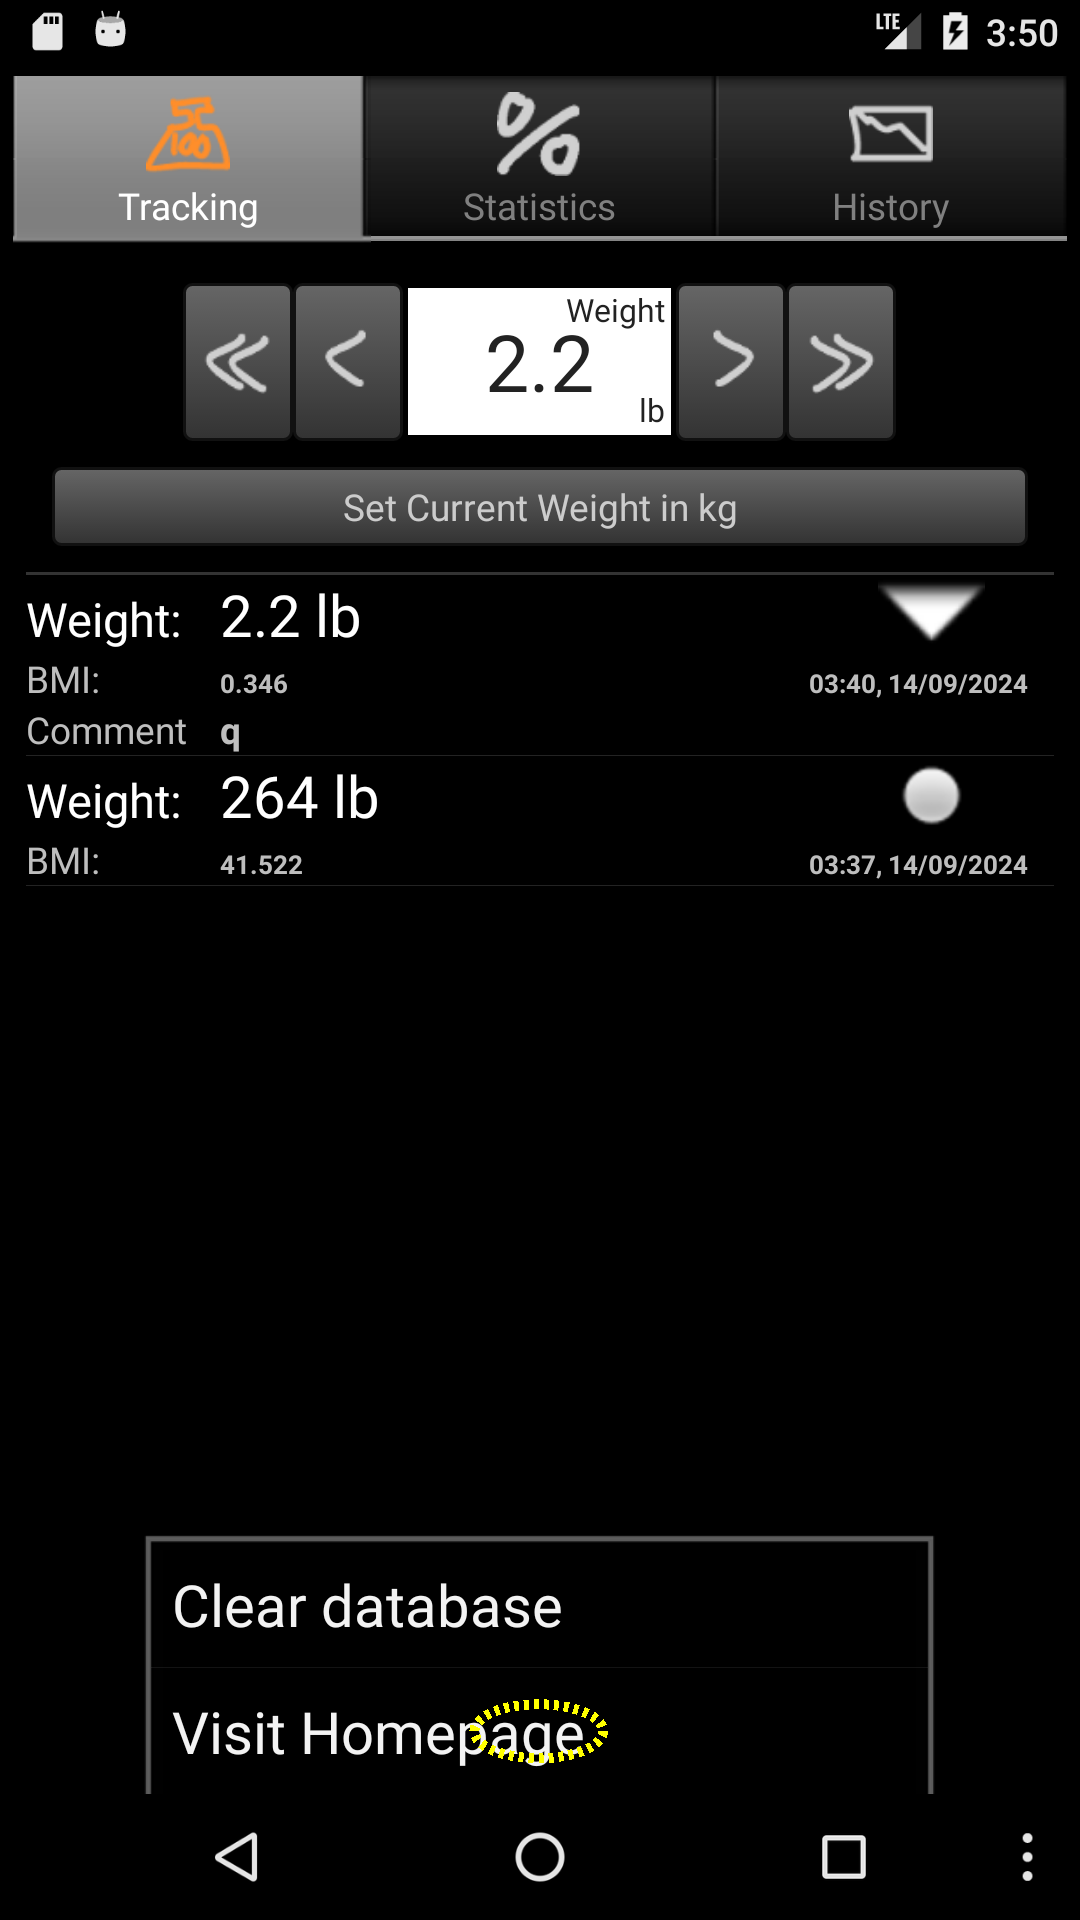 LTE 3:50
Tracking Statistics History
Weight
2.2
lb
Set Current Weight in kg
Weight: 2.2 lb
BMI: 0.346 03:40, 14/09/2024
Comment q
Weight: 264 lb
BMI: 41.522 03:37, 14/09/2024
Clear database
Visit Homepage